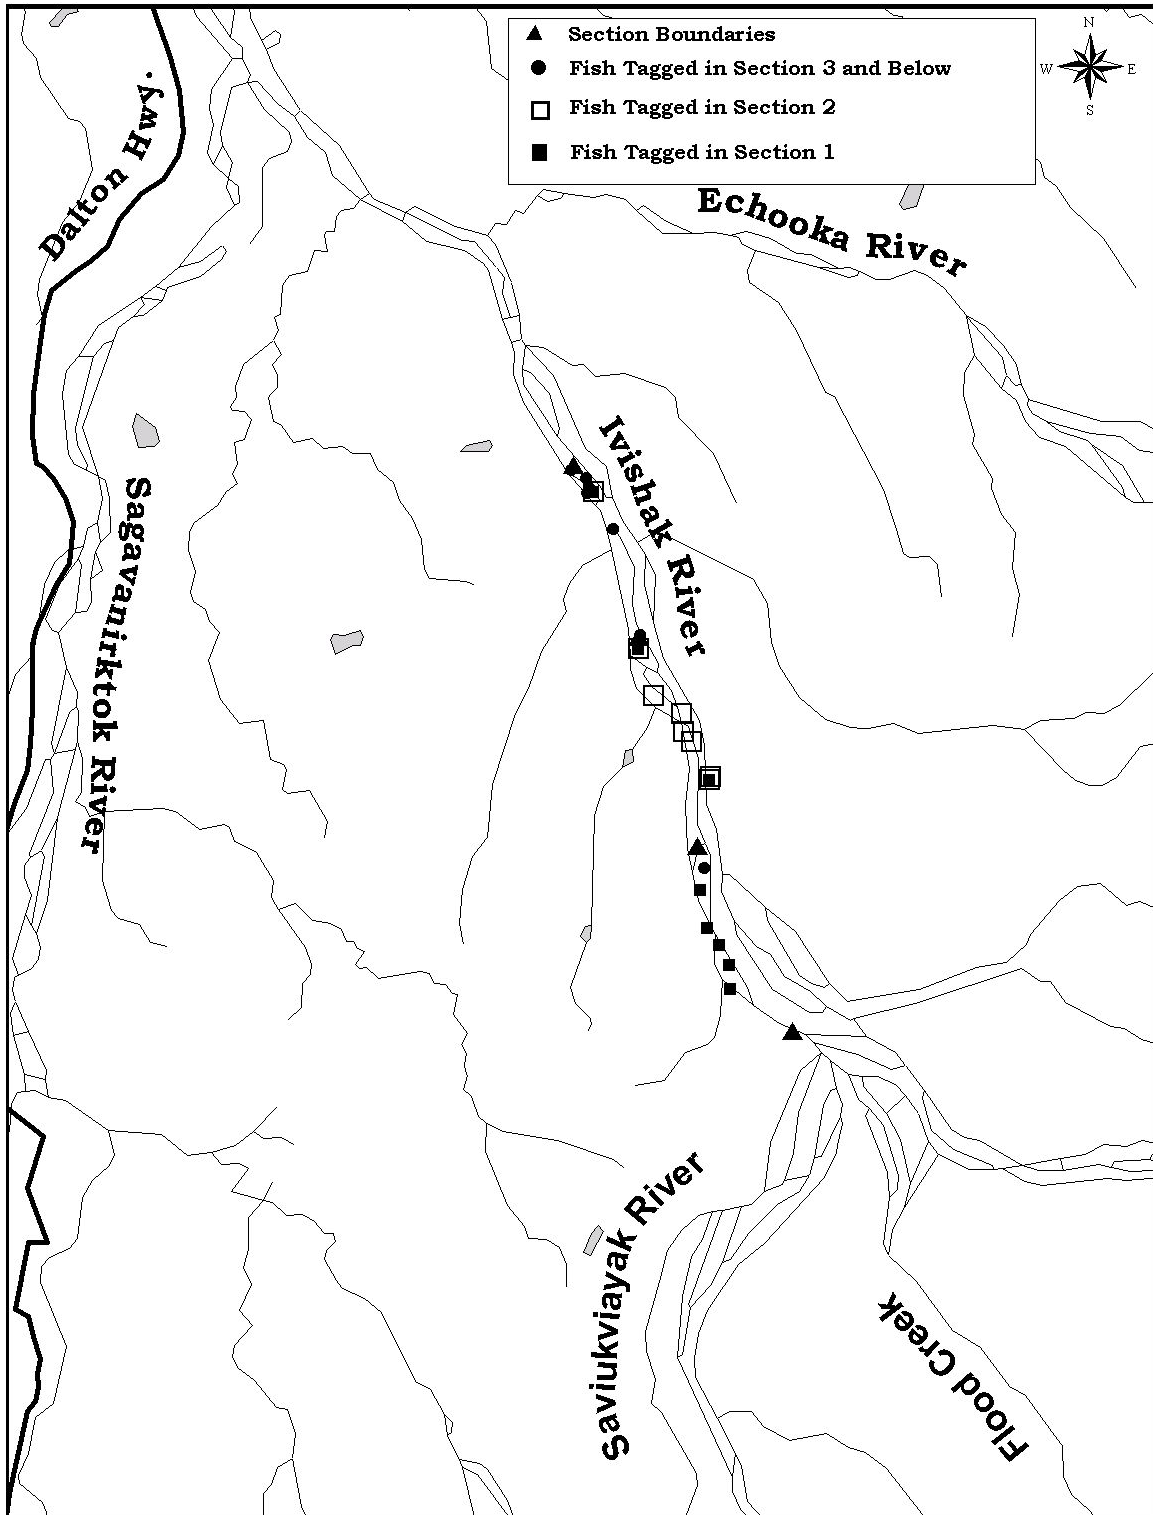 Section Boundaries
Fish Tagged in Section 3 and Below
Fish Tagged in Section 2
Fish Tagged in Section 1
N
W
E
S
Dalton Hwy.
Echooka River
Ivishak River
Sagavanirktok River
Saviukviayak River
Flood Creek